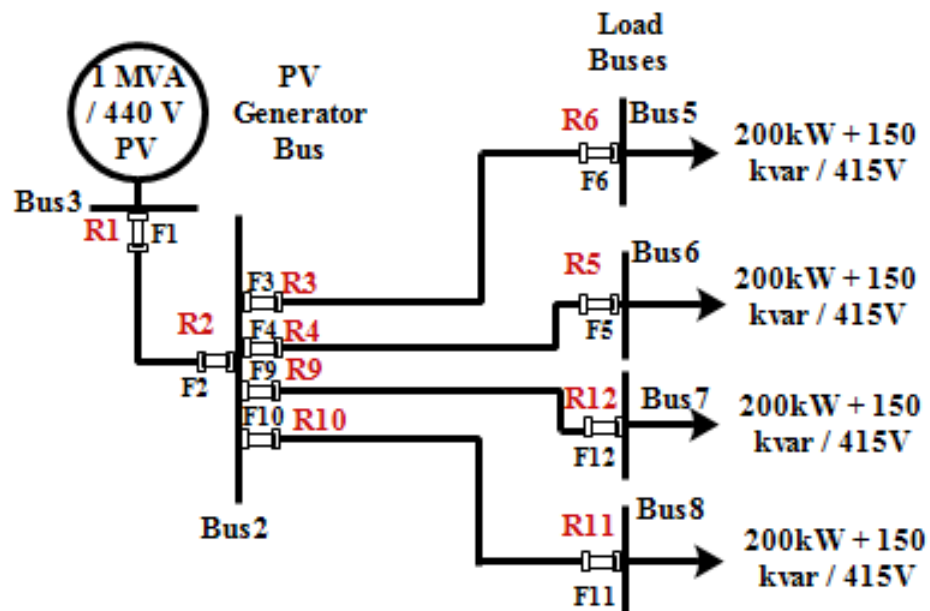 1 MVA
/ 440 V
PV
PV
Generator
Bus
Load
Buses
Bus3
R1
F1
R2
F2
Bus2
F3
R3
F4
R4
F9
R9
F10
R10
R6
F6
Bus5
200kW + 150
kvar / 415V
R5
F5
Bus6
200kW + 150
kvar / 415V
R12
F12
Bus7
200kW + 150
kvar / 415V
R11
F11
Bus8
200kW + 150
kvar / 415V